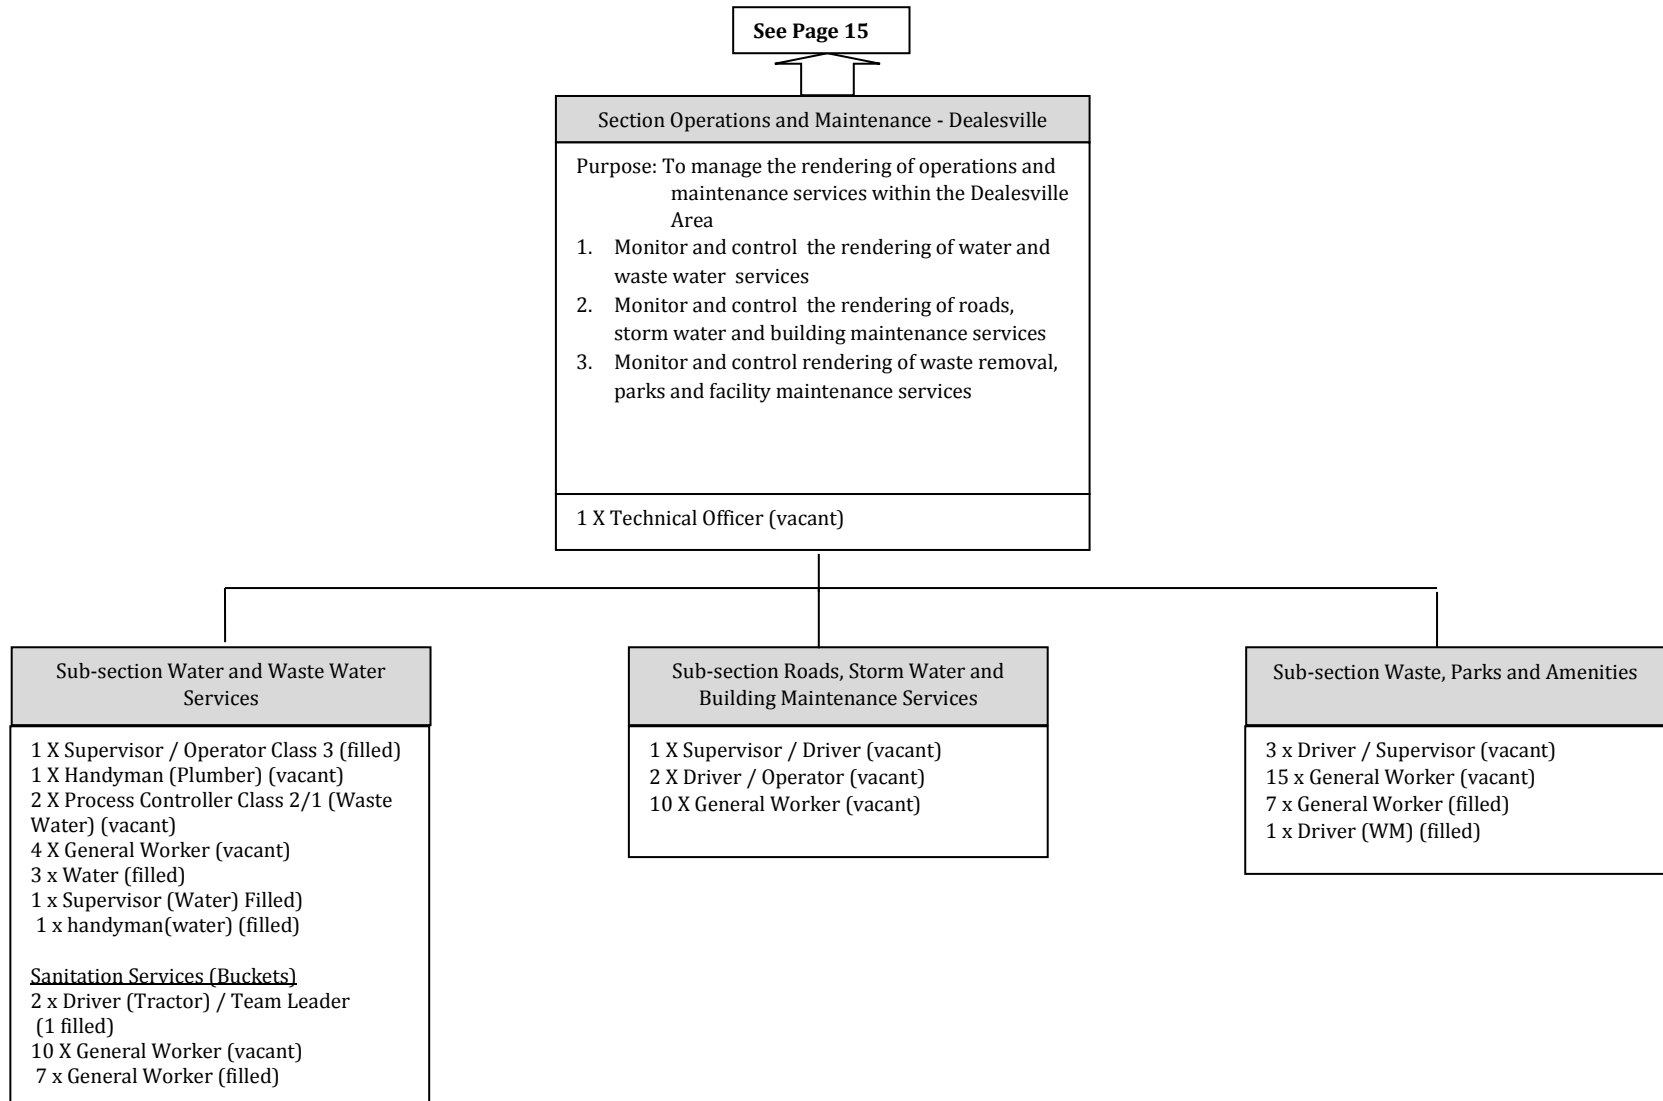 See Page 15
Section Operations and Maintenance - Dealesville
Purpose: To manage the rendering of operations and
maintenance services within the Dealesville
Area
1. Monitor and control the rendering of water and
waste water services
2. Monitor and control the rendering of roads,
storm water and building maintenance services
3. Monitor and control rendering of waste removal,
parks and facility maintenance services
1 X Technical Officer (vacant)
Sub-section Water and Waste Water
Services
1 X Supervisor / Operator Class 3 (filled)
1 X Handyman (Plumber) (vacant)
2 X Process Controller Class 2/1 (Waste
Water) (vacant)
4 X General Worker (vacant)
3 x Water (filled)
1 x Supervisor (Water) Filled)
1 x handyman(water) (filled)
Sanitation Services (Buckets)
2 x Driver (Tractor) / Team Leader
(1 filled)
10 X General Worker (vacant)
7 x General Worker (filled)
Sub-section Roads, Storm Water and
Building Maintenance Services
1 X Supervisor / Driver (vacant)
2 X Driver / Operator (vacant)
10 X General Worker (vacant)
Sub-section Waste, Parks and Amenities
3 x Driver / Supervisor (vacant)
15 x General Worker (vacant)
7 x General Worker (filled)
1 x Driver (WM) (filled)